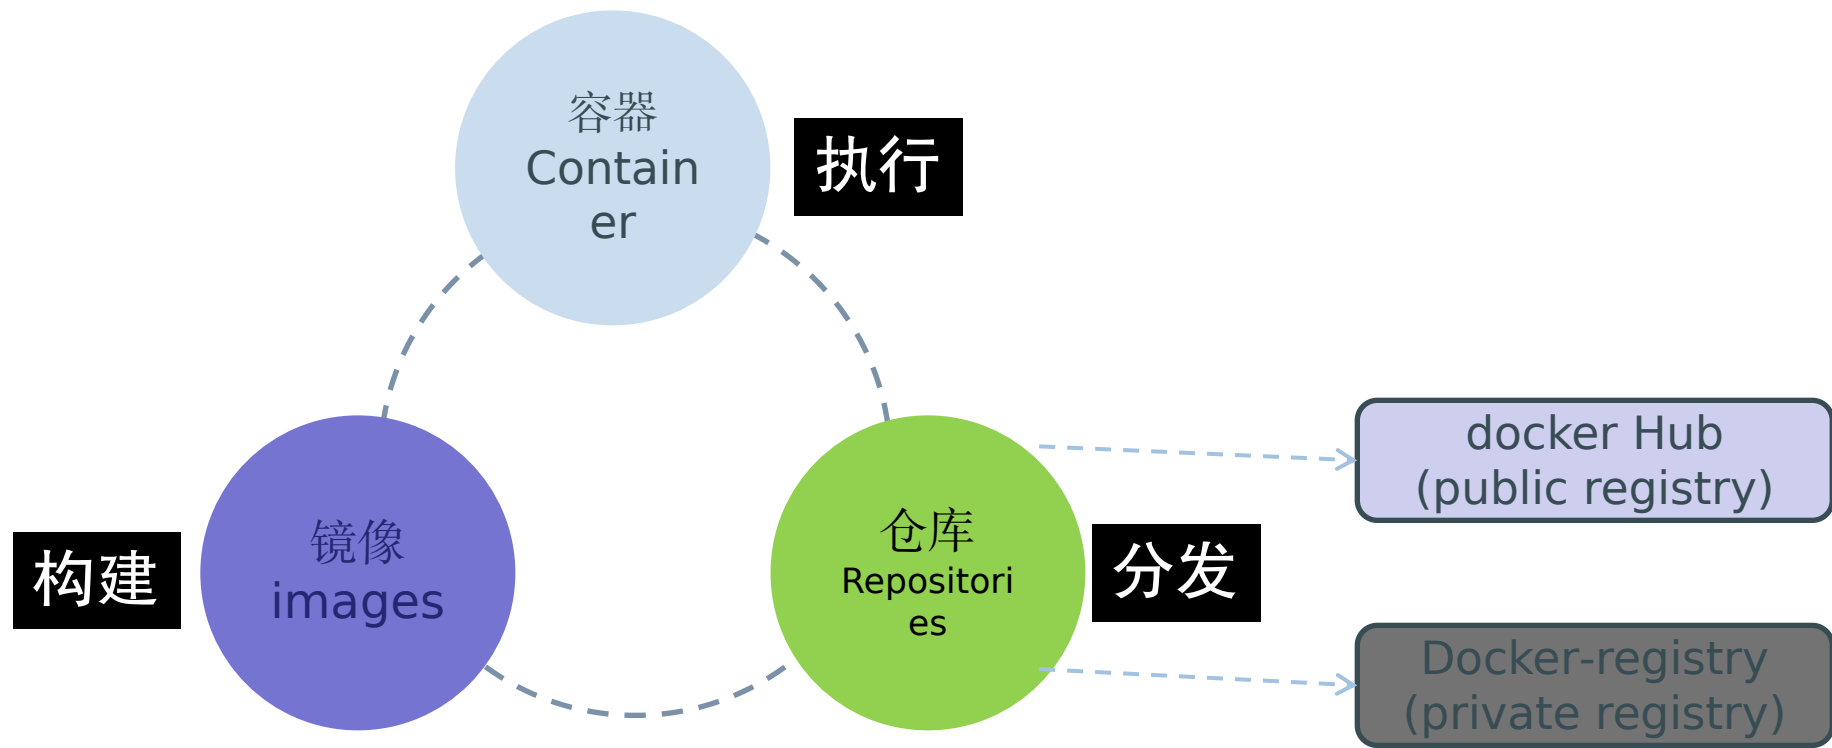 容器
Contain
er
执行
构建
镜像
images
仓库
Repositori
es
分发
docker Hub
(public registry)
Docker-registry
(private registry)